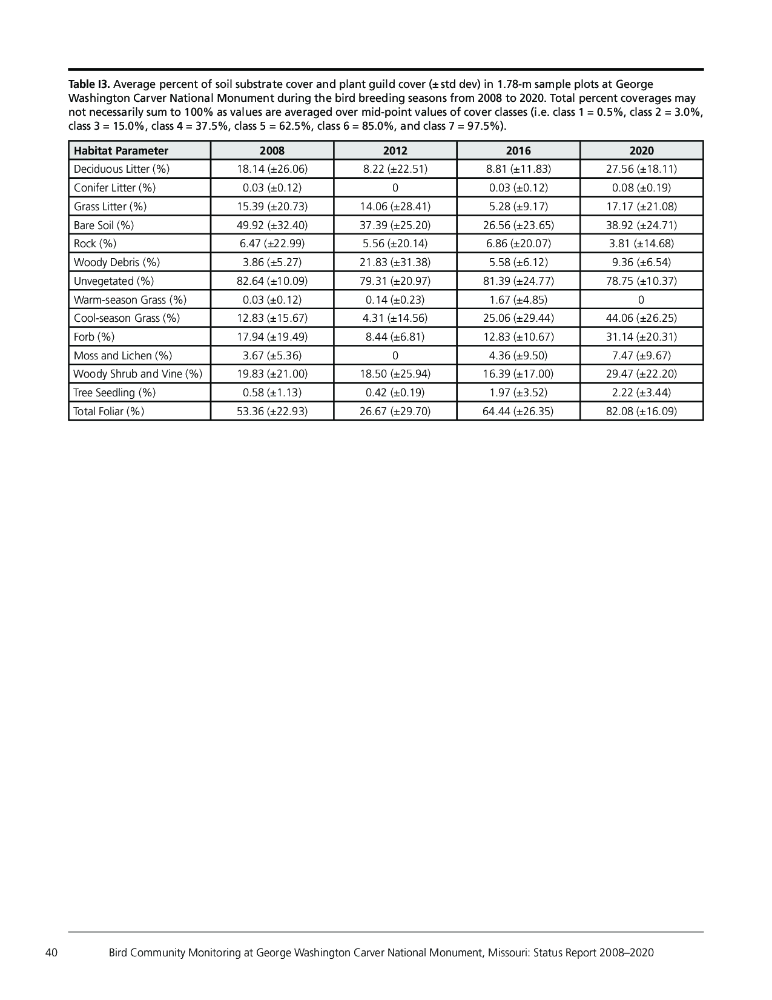 Table I3. Average percent of soil substrate cover and plant guild cover (± std dev) in 1.78-m sample plots at George
Washington Carver National Monument during the bird breeding seasons from 2008 to 2020. Total percent coverages may
not necessarily sum to 100% as values are averaged over mid-point values of cover classes (i.e. class 1 = 0.5%, class 2 = 3.0%,
class 3 = 15.0%, class 4 = 37.5%, class 5 = 62.5%, class 6 = 85.0%, and class 7 = 97.5%).
Habitat Parameter 2008 2012 2016 2020
Deciduous Litter (%) 18.14 (±26.06) 8.22 (±22.51) 8.81 (±11.83) 27.56 (±18.11)
Conifer Litter (%) 0.03 (±0.12) 0 0.03 (±0.12) 0.08 (±0.19)
Grass Litter (%) 15.39 (±20.73) 14.06 (±28.41) 5.28 (±9.17) 17.17 (±21.08)
Bare Soil (%) 49.92 (±32.40) 37.39 (±25.20) 26.56 (±23.65) 38.92 (±24.71)
Rock (%) 6.47 (±22.99) 5.56 (±20.14) 6.86 (±20.07) 3.81 (±14.68)
Woody Debris (%) 3.86 (±5.27) 21.83 (±31.38) 5.58 (±6.12) 9.36 (±6.54)
Unvegetated (%) 82.64 (±10.09) 79.31 (±20.97) 81.39 (±24.77) 78.75 (±10.37)
Warm-season Grass (%) 0.03 (±0.12) 0.14 (±0.23) 1.67 (±4.85) 0
Cool-season Grass (%) 12.83 (±15.67) 4.31 (±14.56) 25.06 (±29.44) 44.06 (±26.25)
Forb (%) 17.94 (±19.49) 8.44 (±6.81) 12.83 (±10.67) 31.14 (±20.31)
Moss and Lichen (%) 3.67 (±5.36) 0 4.36 (±9.50) 7.47 (±9.67)
Woody Shrub and Vine (%) 19.83 (±21.00) 18.50 (±25.94) 16.39 (±17.00) 29.47 (±22.20)
Tree Seedling (%) 0.58 (±1.13) 0.42 (±0.19) 1.97 (±3.52) 2.22 (±3.44)
Total Foliar (%) 53.36 (±22.93) 26.67 (±29.70) 64.44 (±26.35) 82.08 (±16.09)
40 Bird Community Monitoring at George Washington Carver National Monument, Missouri: Status Report 2008–2020